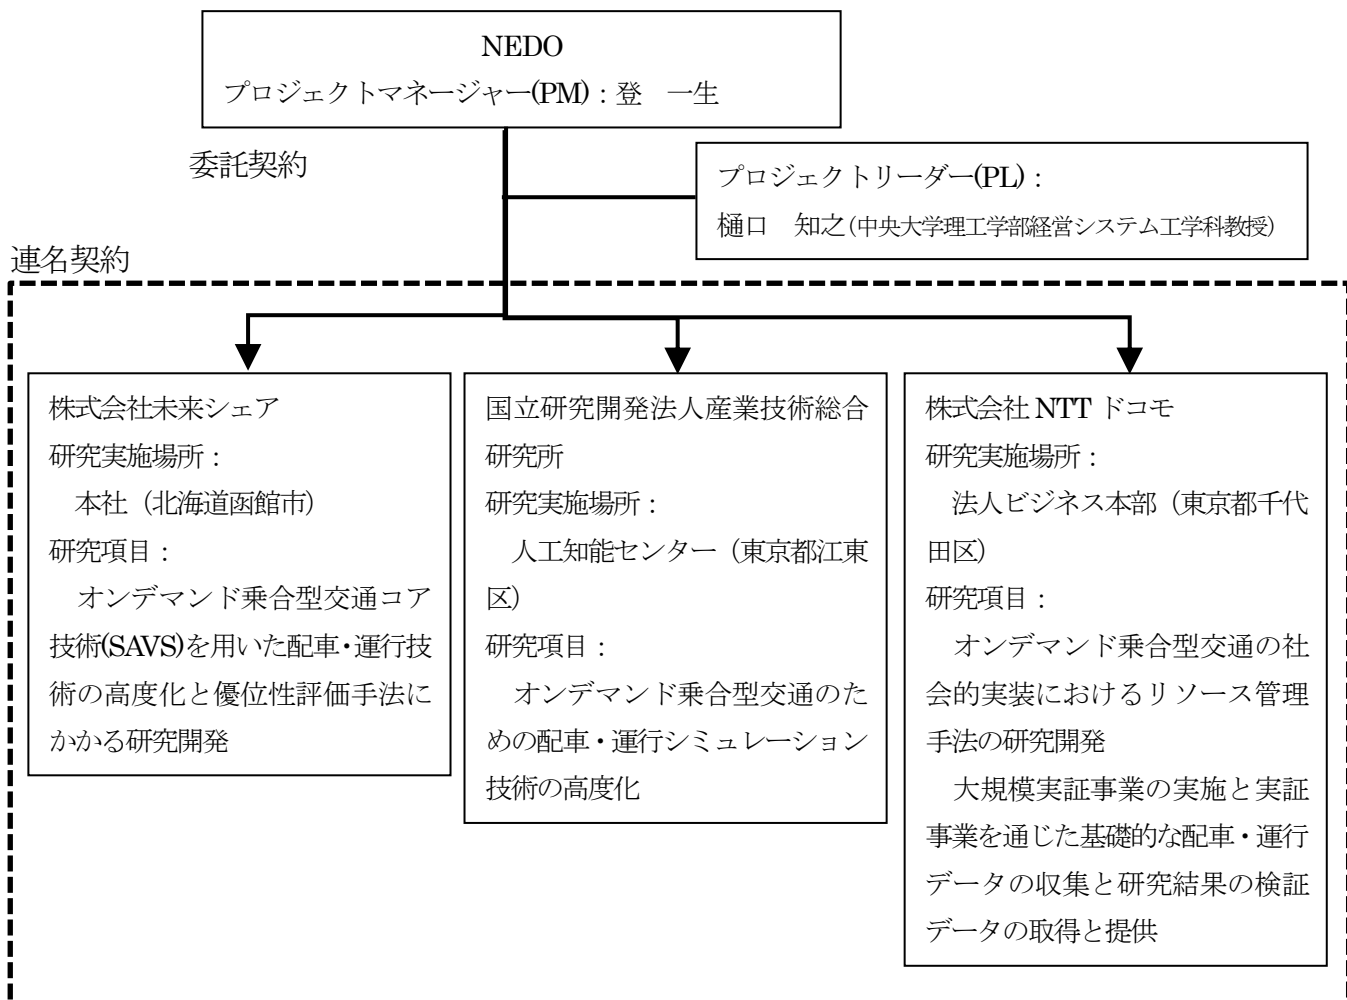 NEDO
プロジェクトマネージャー(PM)：登　一生
委託契約
プロジェクトリーダー(PL)：
樋口　知之(中央大学理工学部経営システム工学科教授)
連名契約
株式会社未来シェア
研究実施場所：
本社（北海道函館市）
研究項目：
オンデマンド乗合型交通コア
技術(SAVS)を用いた配車・運行技
術の高度化と優位性評価手法に
かかる研究開発
国立研究開発法人産業技術総合
研究所
研究実施場所：
人工知能センター（東京都江東
区）
研究項目：
オンデマンド乗合型交通のた
めの配車・運行シミュレーション
技術の高度化
株式会社 NTT ドコモ
研究実施場所：
法人ビジネス本部（東京都千代
田区）
研究項目：
オンデマンド乗合型交通の社
会的実装におけるリソース管理
手法の研究開発
大規模実証事業の実施と実証
事業を通じた基礎的な配車・運行
データの収集と研究結果の検証
データの取得と提供